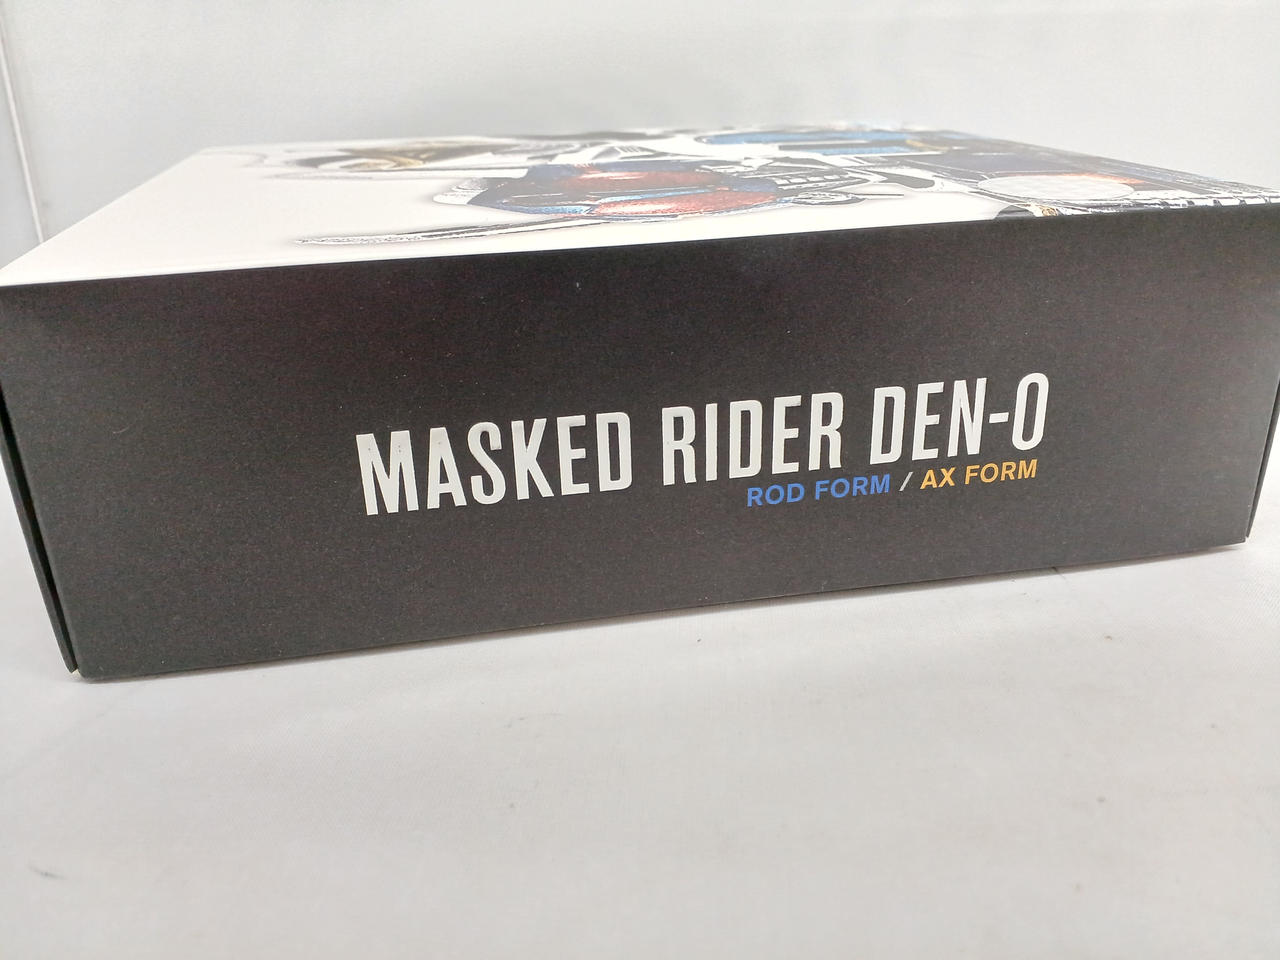 MASKED RIDER DEN-O
ROD FORM / AX FORM